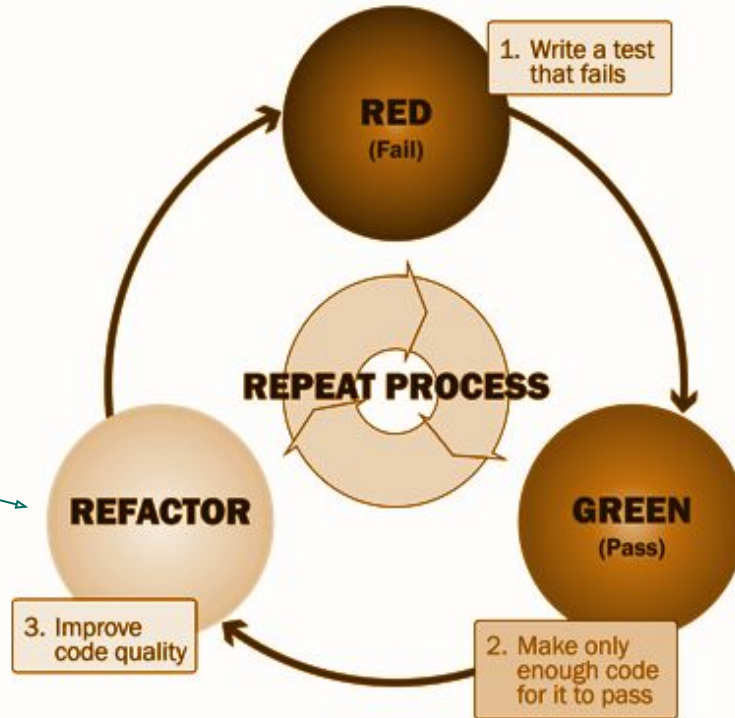 1. Write a test
that fails
RED
(Fail)
REPEAT PROCESS
REFACTOR
GREEN
(Pass)
3. Improve
code quality
2. Make only
enough code
for it to pass